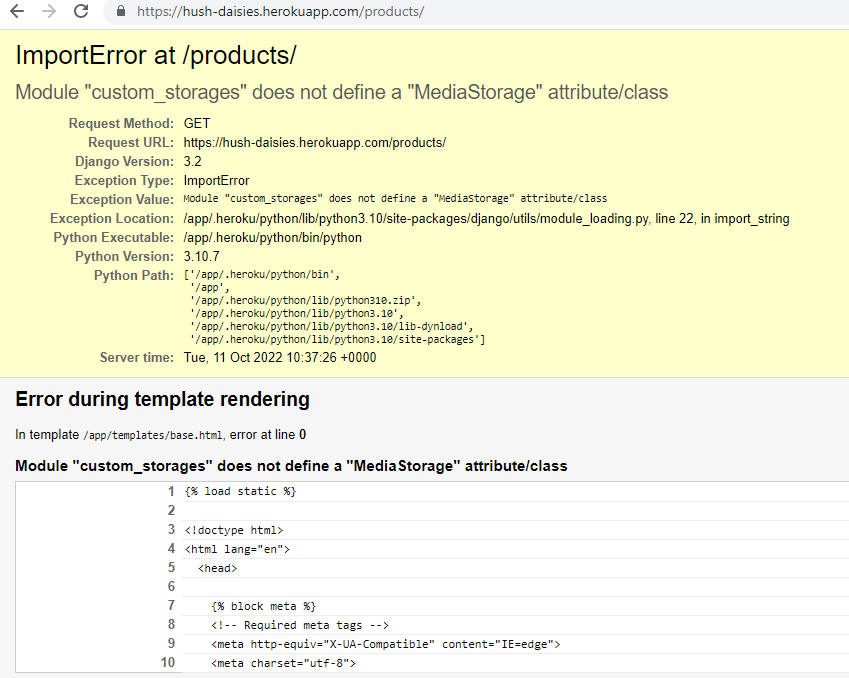 https://hush-daisies.herokuapp.com/products/
ImportError at /products/
Module "custom_storages" does not define a "MediaStorage" attribute/class
Request Method: GET
Request URL: https://hush-daisies.herokuapp.com/products/
Django Version: 3.2
Exception Type: ImportError
Exception Value: Module "custom_storages" does not define a "MediaStorage" attribute/class
Exception Location: /app/.heroku/python/lib/python3.10/site-packages/django/utils/module_loading.py, line 22, in import_string
Python Executable: /app/.heroku/python/bin/python
Python Version: 3.10.7
Python Path: ['/app/.heroku/python/bin',
'/app',
'/app/.heroku/python/lib/python310.zip',
'/app/.heroku/python/lib/python3.10',
'/app/.heroku/python/lib/python3.10/lib-dynload',
'/app/.heroku/python/lib/python3.10/site-packages']
Server time: Tue, 11 Oct 2022 10:37:26 +0000
Error during template rendering
In template /app/templates/base.html, error at line 0
Module "custom_storages" does not define a "MediaStorage" attribute/class
1 {% load static %}
2
3 <!doctype html>
4 <html lang="en">
5 <head>
6
7 {% block meta %}
8 <!-- Required meta tags -->
9 <meta http-equiv="X-UA-Compatible" content="IE=edge">
10 <meta charset="utf-8">